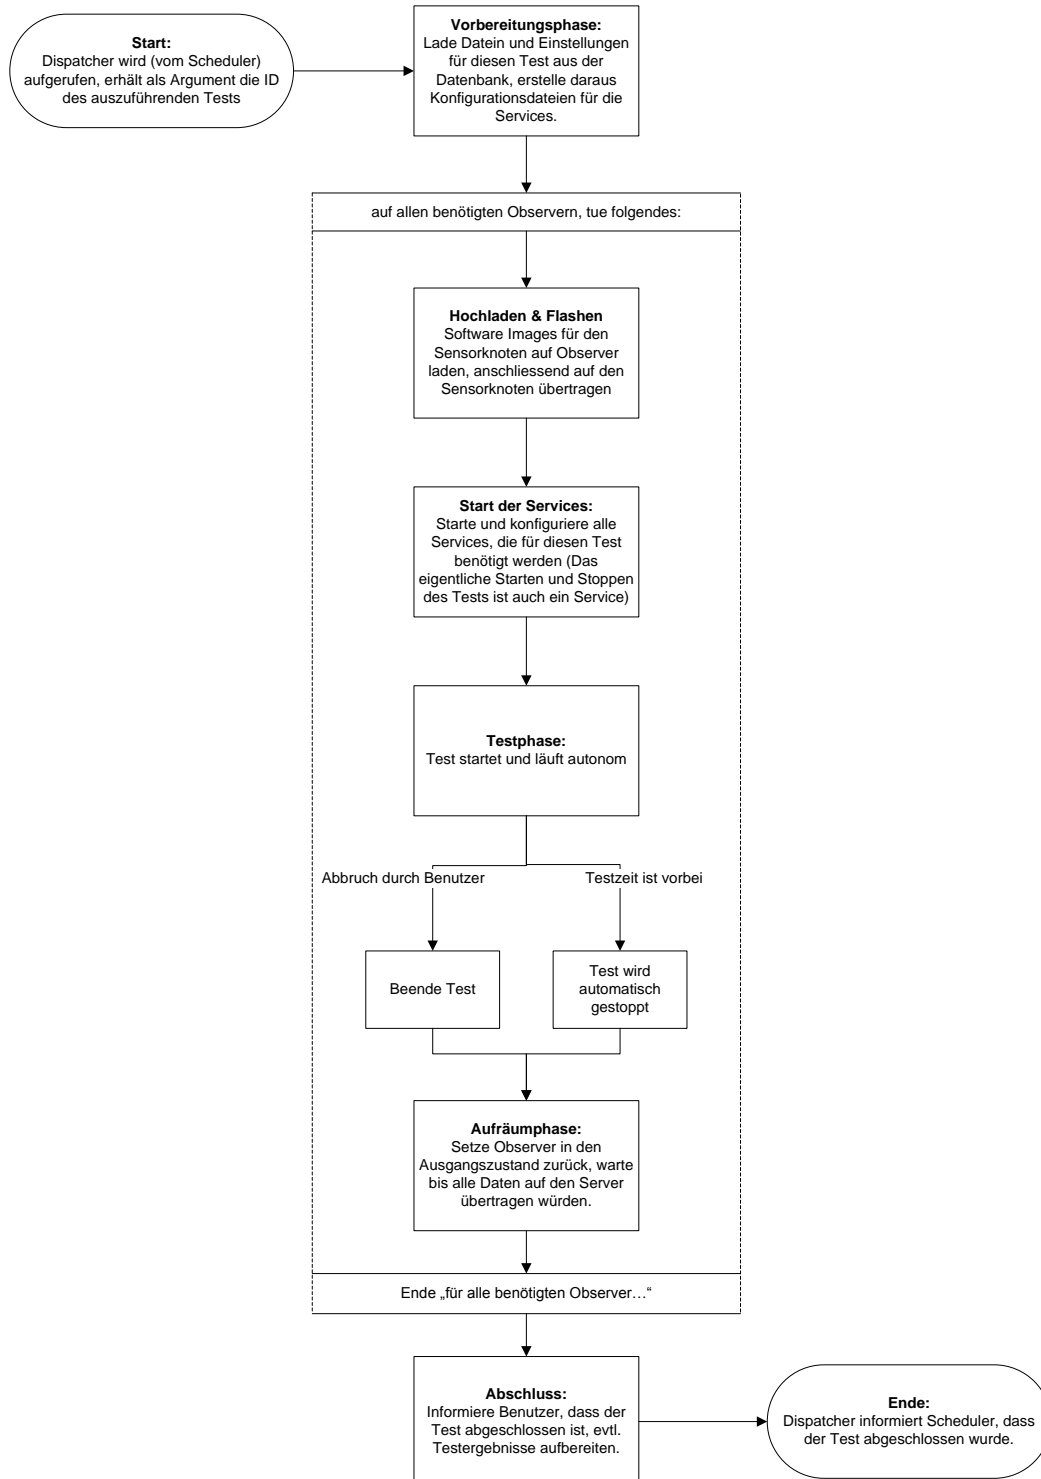 Start:
Dispatcher wird (vom Scheduler)
aufgerufen, erhält als Argument die ID
des auszuführenden Tests
Vorbereitungsphase:
Lade Datein und Einstellungen
für diesen Test aus der
Datenbank, erstelle daraus
Konfigurationsdateien für die
Services.
auf allen benötigten Observern, tue folgendes:
Hochladen & Flashen
Software Images für den
Sensorknoten auf Observer
laden, anschliessend auf den
Sensorknoten übertragen
Start der Services:
Starte und konfiguriere alle
Services, die für diesen Test
benötigt werden (Das
eigentliche Starten und Stoppen
des Tests ist auch ein Service)
Testphase:
Test startet und läuft autonom
Abbruch durch Benutzer
Testzeit ist vorbei
Beende Test
Test wird
automatisch
gestoppt
Aufräumphase:
Setze Observer in den
Ausgangszustand zurück, warte
bis alle Daten auf den Server
übertragen würden.
Ende „für alle benötigten Observer…“
Abschluss:
Informiere Benutzer, dass der
Test abgeschlossen ist, evtl.
Testergebnisse aufbereiten.
Ende:
Dispatcher informiert Scheduler, dass
der Test abgeschlossen wurde.